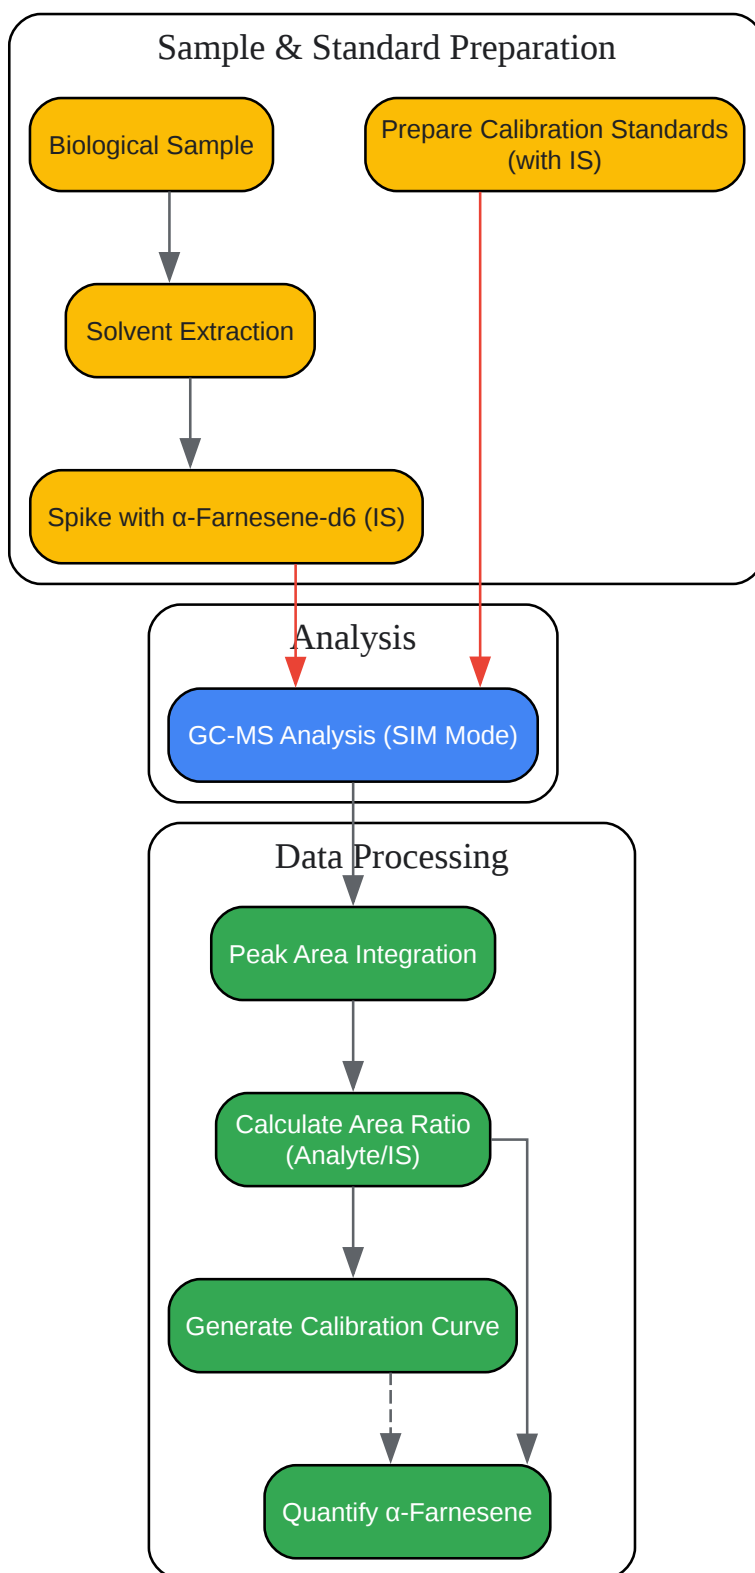 Sample & Standard Preparation
Biological Sample
Prepare Calibration Standards
(with IS)
Solvent Extraction
Spike with α-Farnesene-d6 (IS)
Analysis
GC-MS Analysis (SIM Mode)
Data Processing
Peak Area Integration
Calculate Area Ratio
(Analyte/IS)
Generate Calibration Curve
Quantify α-Farnesene